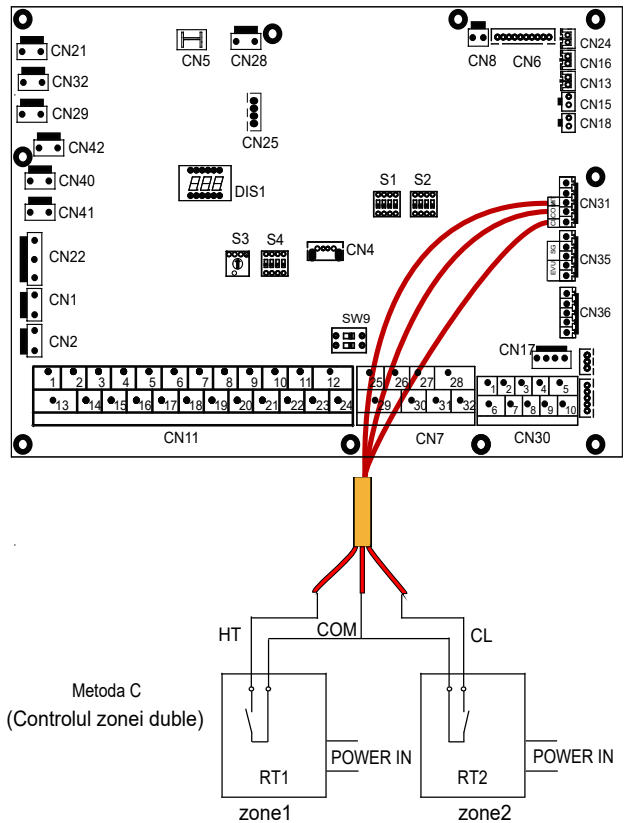 CN21
CN5
CN28
CN8
CN6
CN24
CN32
CN16
CN13
CN29
CN15
CN25
CN18
CN42
CN40
DIS1
S1
S2
CN41
CN31
COM
S3
S4
CN4
CN22
SG
EVU
CN35
CN1
CN36
SW9
CN2
CN17
1 2 3 4 5 6 7 8 9 10 11 12
25 26 27 28
1 2 3 4 5
13 14 15 16 17 18 19 20 21 22 23 24
29 30 31 32
6 7 8 9 10
CN11
CN7
CN30
HT
COM
CL
Metoda C
(Controlul zonei duble)
POWER IN
POWER IN
RT1
RT2
zone1
zone2